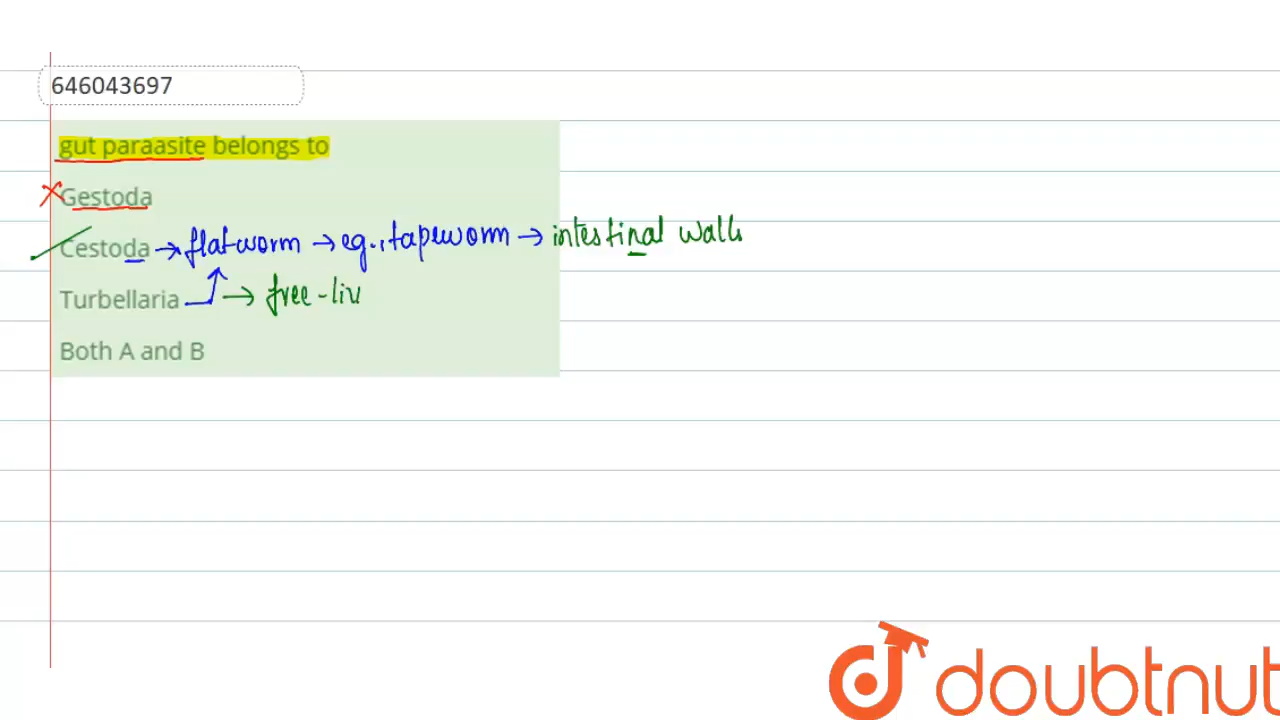 646043697
gut paraasite belongs to
Gestoda
Cestoda → flatworm → eg., tapeworm → intestinal walls
Turbellaria → free-liv
Both A and B
doubtnut